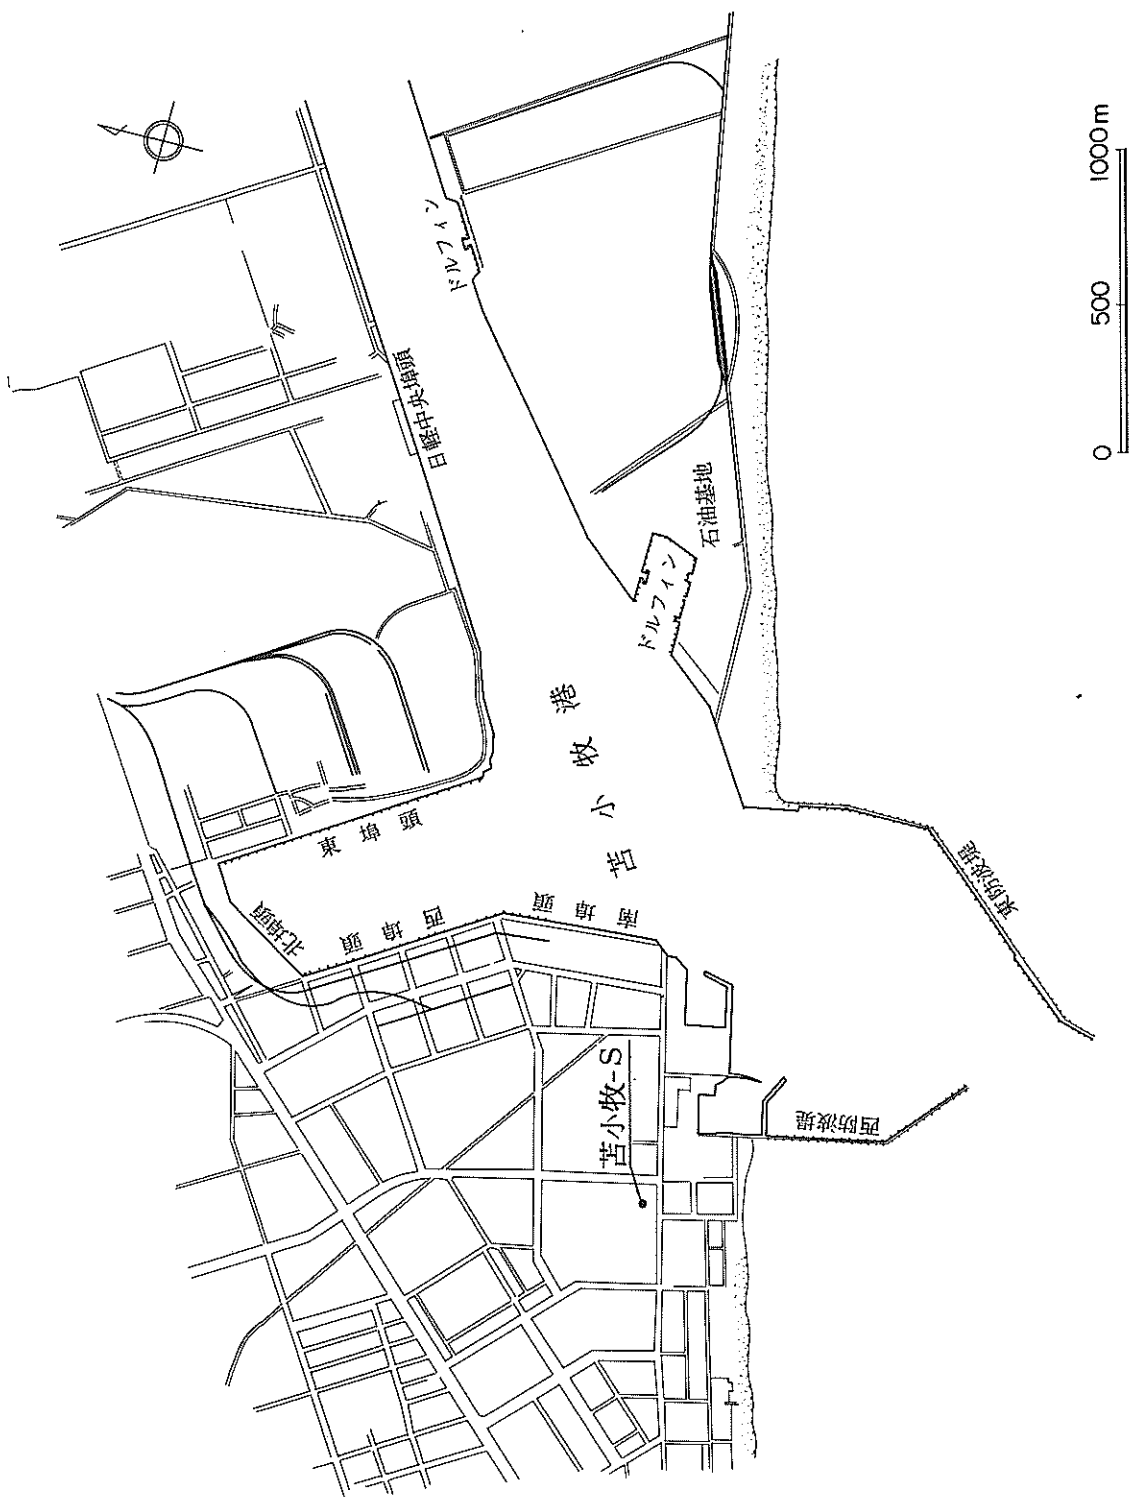 ドルフィン
日軽中央埠頭
石油基地
ドルフィン
苫小牧港
東埠頭
北埠頭
西埠頭
南埠頭
苫小牧-S
東防波堤
西防波堤
0 500 1000m